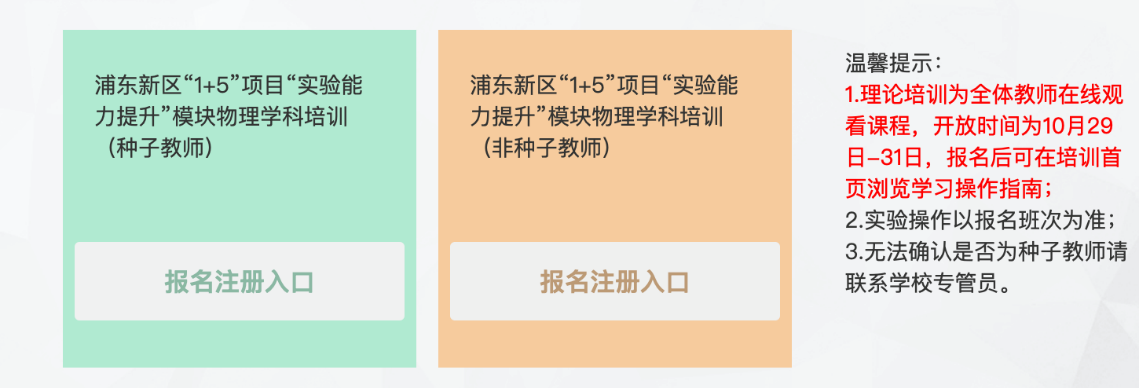 浦东新区“1+5”项目“实验能
力提升”模块物理学科培训
（种子教师）
报名注册入口
浦东新区“1+5”项目“实验能
力提升”模块物理学科培训
（非种子教师）
报名注册入口
温馨提示：
1.理论培训为全体教师在线观
看课程，开放时间为10月29
日-31日，报名后可在培训首
页浏览学习操作指南；
2.实验操作以报名班次为准；
3.无法确认是否为种子教师请
联系学校专管员。